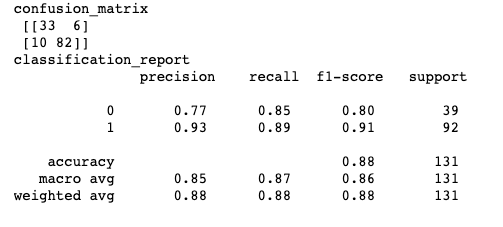 confusion_matrix
[[33 6]
[10 82]]
classification_report
precision recall f1-score support
0 0.77 0.85 0.80 39
1 0.93 0.89 0.91 92
accuracy 0.88 131
macro avg 0.85 0.87 0.86 131
weighted avg 0.88 0.88 0.88 131